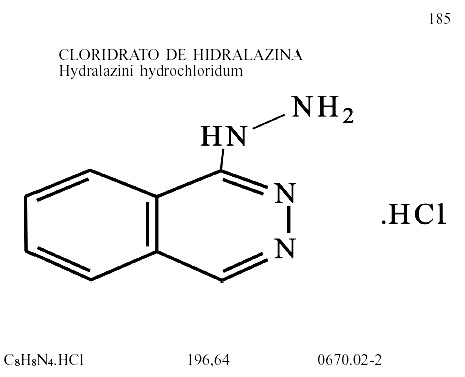 185
CLORIDRATO DE HIDRALAZINA
Hydralazini hydrochloridum
NH₂
HN
N
.HCl
N
C₈H₈N₄.HCl 196,64 0670.02-2